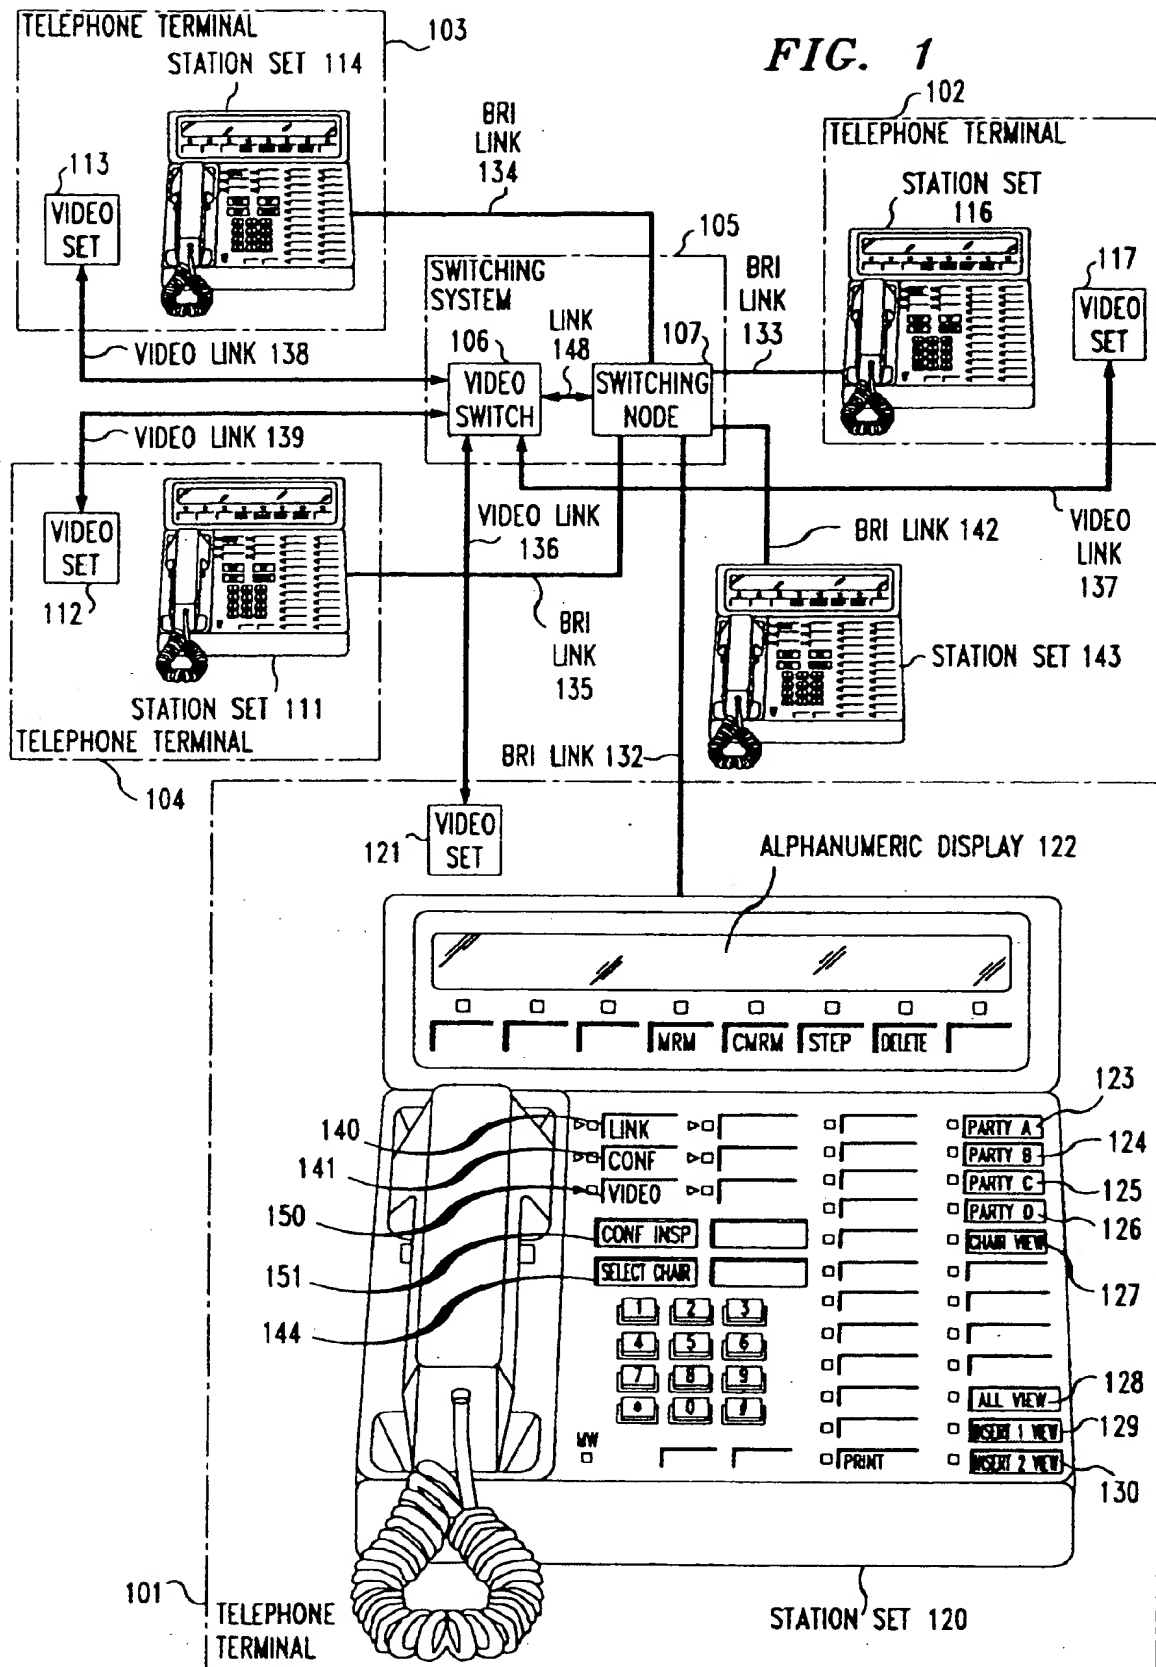 FIG. 1
TELEPHONE TERMINAL
103
STATION SET 114
113
VIDEO
SET
VIDEO LINK 138
BRI
LINK
134
102
TELEPHONE TERMINAL
STATION SET
116
117
VIDEO
SET
105
SWITCHING
SYSTEM
106
VIDEO
SWITCH
LINK
148
107
SWITCHING
NODE
BRI
LINK
133
VIDEO LINK 139
VIDEO
SET
112
STATION SET 111
TELEPHONE TERMINAL
104
VIDEO LINK
136
BRI
LINK
135
BRI LINK 142
VIDEO
LINK
137
STATION SET 143
BRI LINK 132
VIDEO
SET
121
ALPHANUMERIC DISPLAY 122
MRM
CMRM
STEP
DELETE
140
LINK
141
CONF
150
VIDEO
151
CONF INSP
144
SELECT CHAIR
PARTY A
123
PARTY B
124
PARTY C
125
PARTY D
126
CHAIR VIEW
127
1 2 3
4 5 6
7 8 9
* 0 #
ALL VIEW
128
INSERT 1 VIEW
129
INSERT 2 VIEW
130
MW
PRINT
101
TELEPHONE
TERMINAL
STATION SET 120